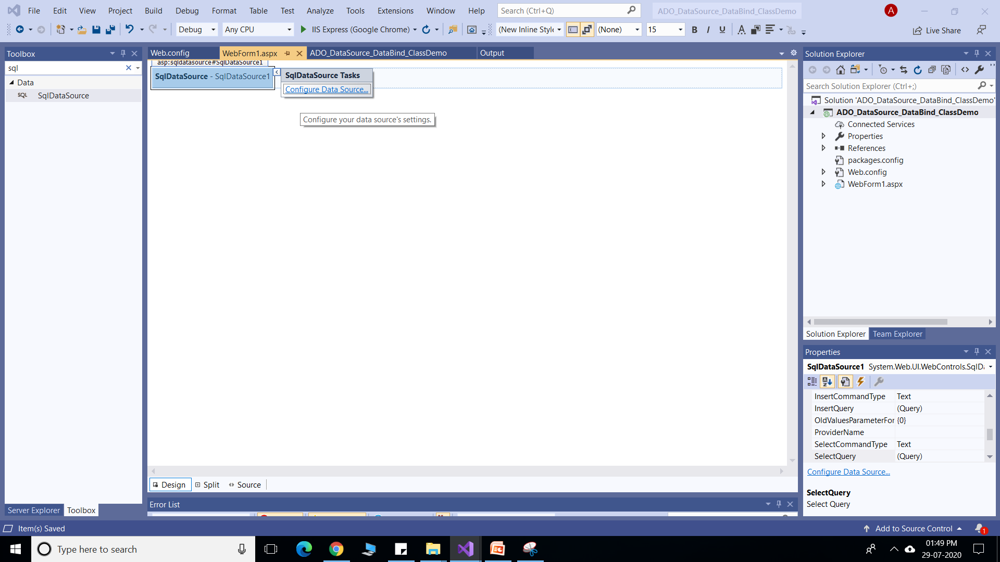 File Edit View Project Build Debug Format Table Test Analyze Tools Extensions Window Help Search (Ctrl+Q) ADO_DataSource_DataBind_ClassDemo A
Debug Any CPU IIS Express (Google Chrome) (New Inline Style (None) 15 B I U A Live Share
Toolbox
sql
Data
SQL SqlDataSource
Server Explorer Toolbox
Web.config WebForm1.aspx ADO_DataSource_DataBind_ClassDemo Output
asp:sqldatasource#SqlDataSource1
SqlDataSource - SqlDataSource1
SqlDataSource Tasks
Configure Data Source...
Configure your data source's settings.
Design Split Source
Error List
Solution Explorer
Search Solution Explorer (Ctrl+;)
Solution 'ADO_DataSource_DataBind_ClassDemo'
ADO_DataSource_DataBind_ClassDemo
Connected Services
Properties
References
packages.config
Web.config
WebForm1.aspx
Solution Explorer Team Explorer
Properties
SqlDataSource1 System.Web.UI.WebControls.SqlDa
InsertCommandType Text
InsertQuery (Query)
OldValuesParameterFor {0}
ProviderName
SelectCommandType Text
SelectQuery (Query)
Configure Data Source...
SelectQuery
Select Query
Item(s) Saved Add to Source Control 1
Type here to search
01:49 PM
29-07-2020